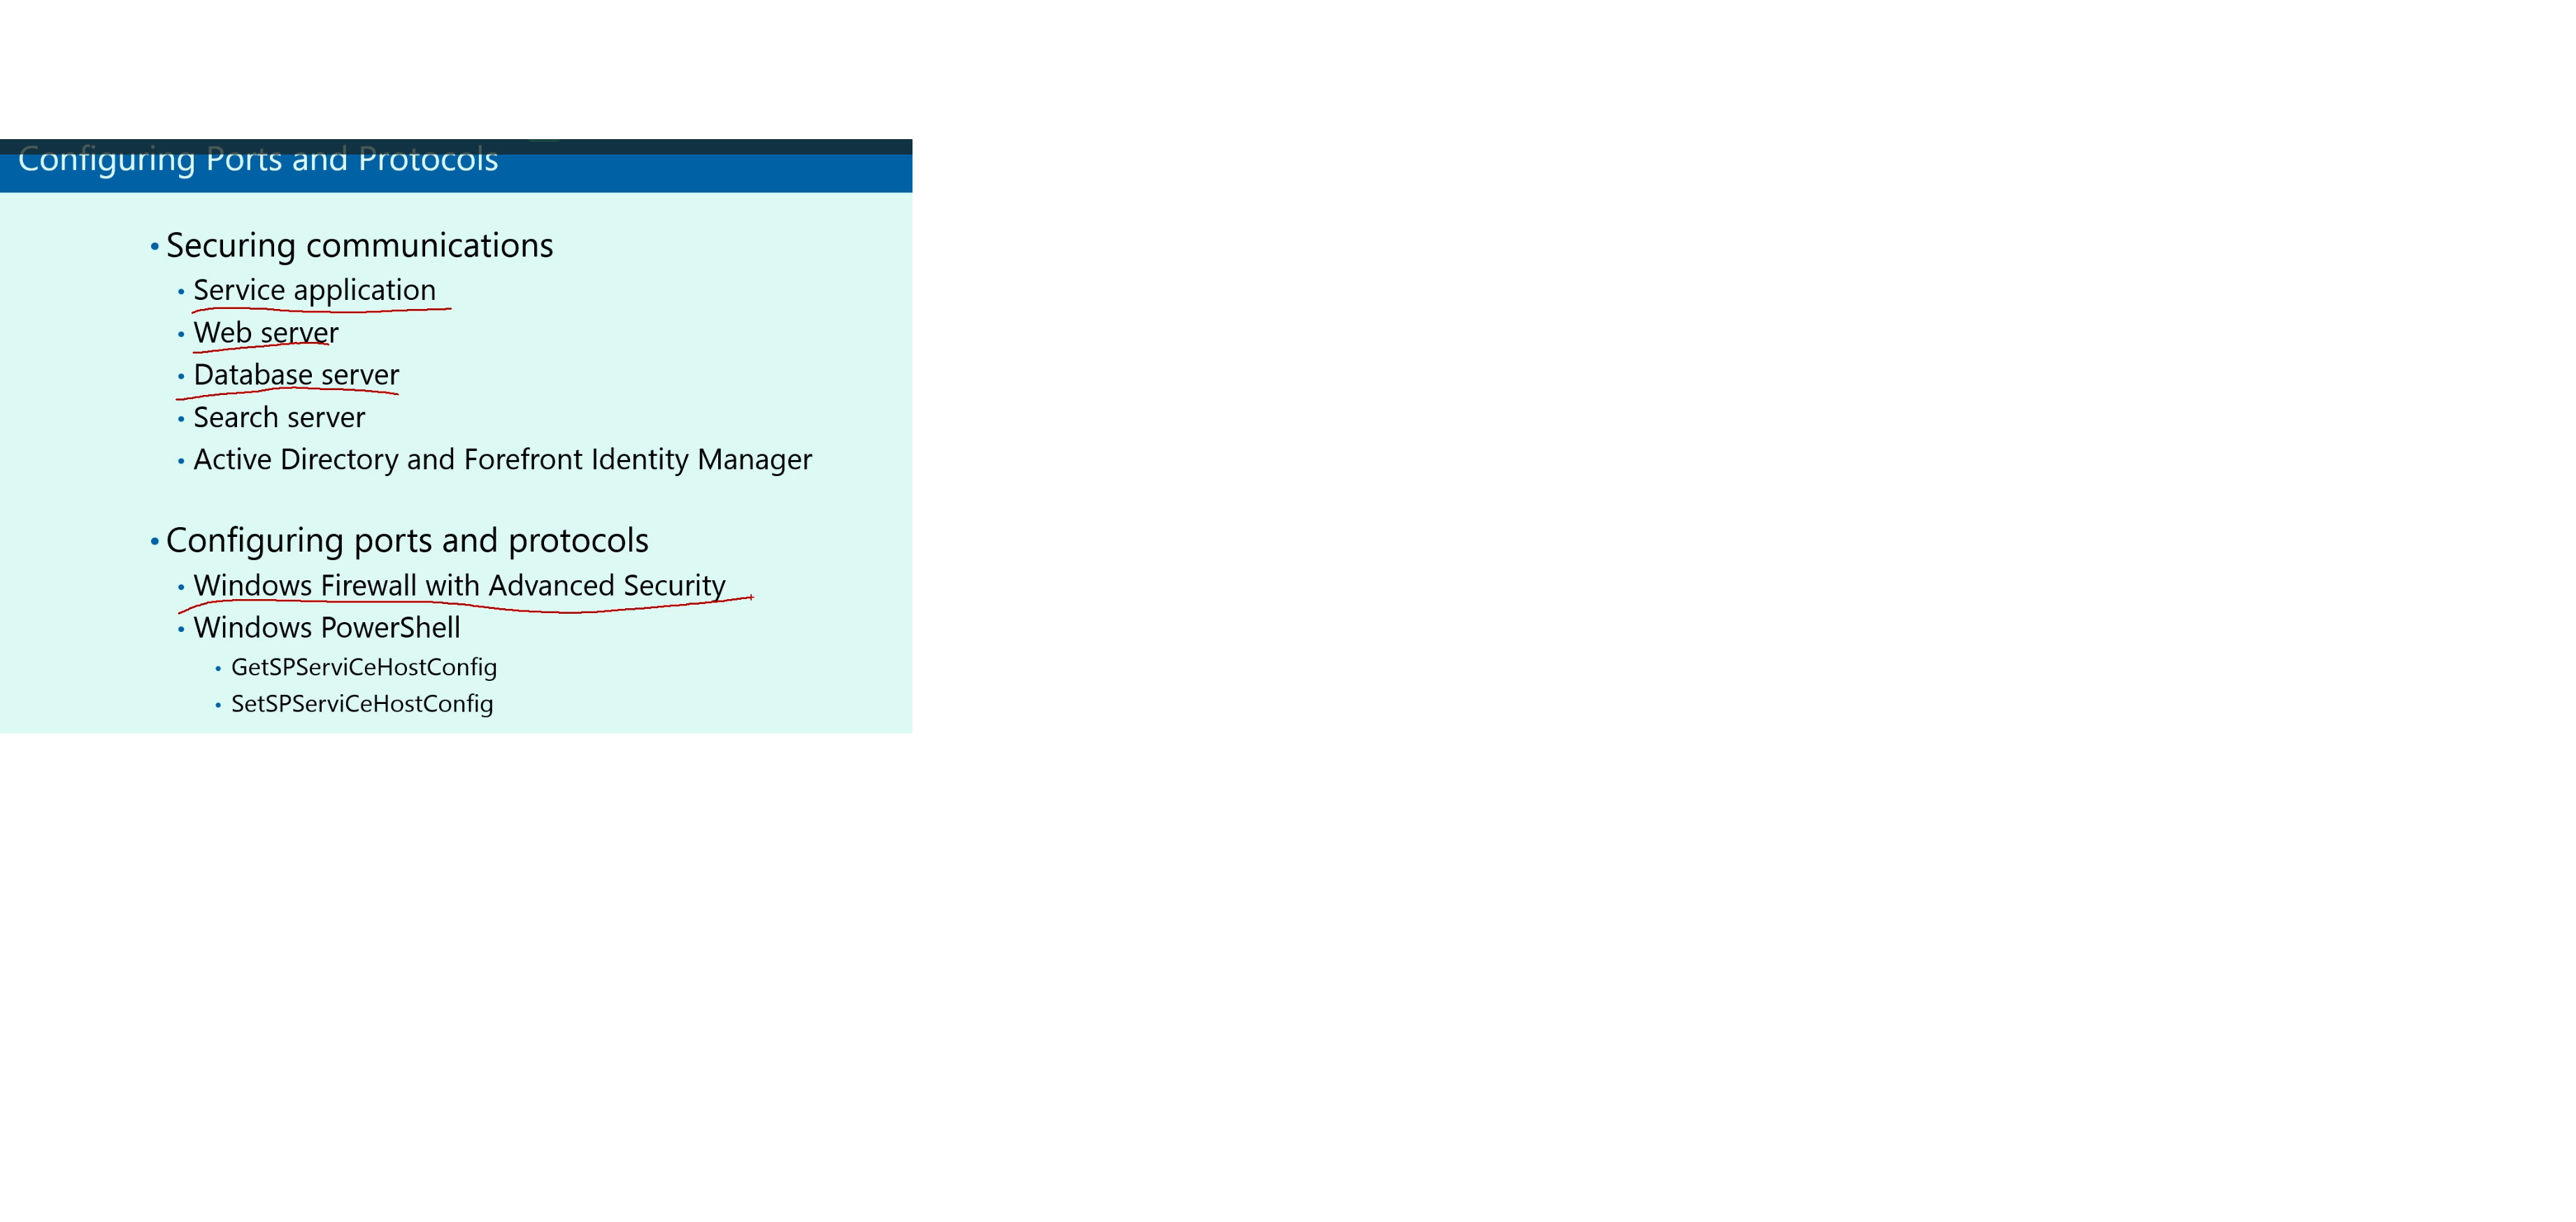 Configuring Ports and Protocols
• Securing communications
• Service application
• Web server
• Database server
• Search server
• Active Directory and Forefront Identity Manager
• Configuring ports and protocols
• Windows Firewall with Advanced Security
• Windows PowerShell
• GetSPServiCeHostConfig
• SetSPServiCeHostConfig